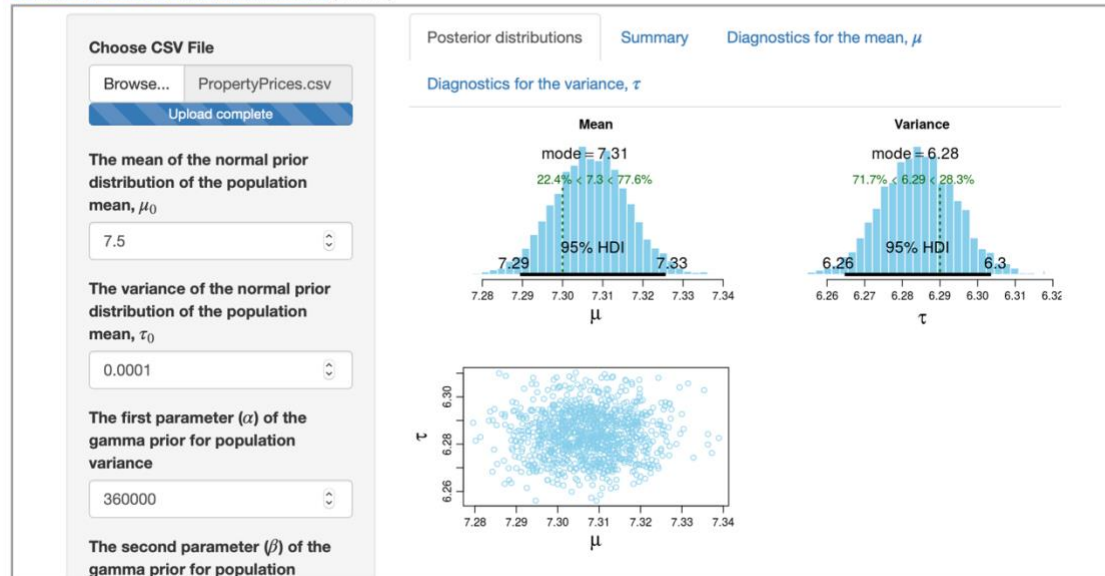 Choose CSV File
Browse... PropertyPrices.csv
Upload complete
The mean of the normal prior
distribution of the population
mean, μ₀
7.5
The variance of the normal prior
distribution of the population
mean, τ₀
0.0001
The first parameter (α) of the
gamma prior for population
variance
360000
The second parameter (β) of the
gamma prior for population
Posterior distributions Summary Diagnostics for the mean, μ
Diagnostics for the variance, τ
Mean
mode = 7.31
22.4% < 7.3 < 77.6%
95% HDI
7.29 7.33
7.28 7.29 7.30 7.31 7.32 7.33 7.34
μ
Variance
mode = 6.28
71.7% < 6.29 < 28.3%
95% HDI
6.26 6.3
6.26 6.27 6.28 6.29 6.30 6.31 6.32
τ
τ
6.30
6.28
6.26
7.28 7.29 7.30 7.31 7.32 7.33 7.34
μ